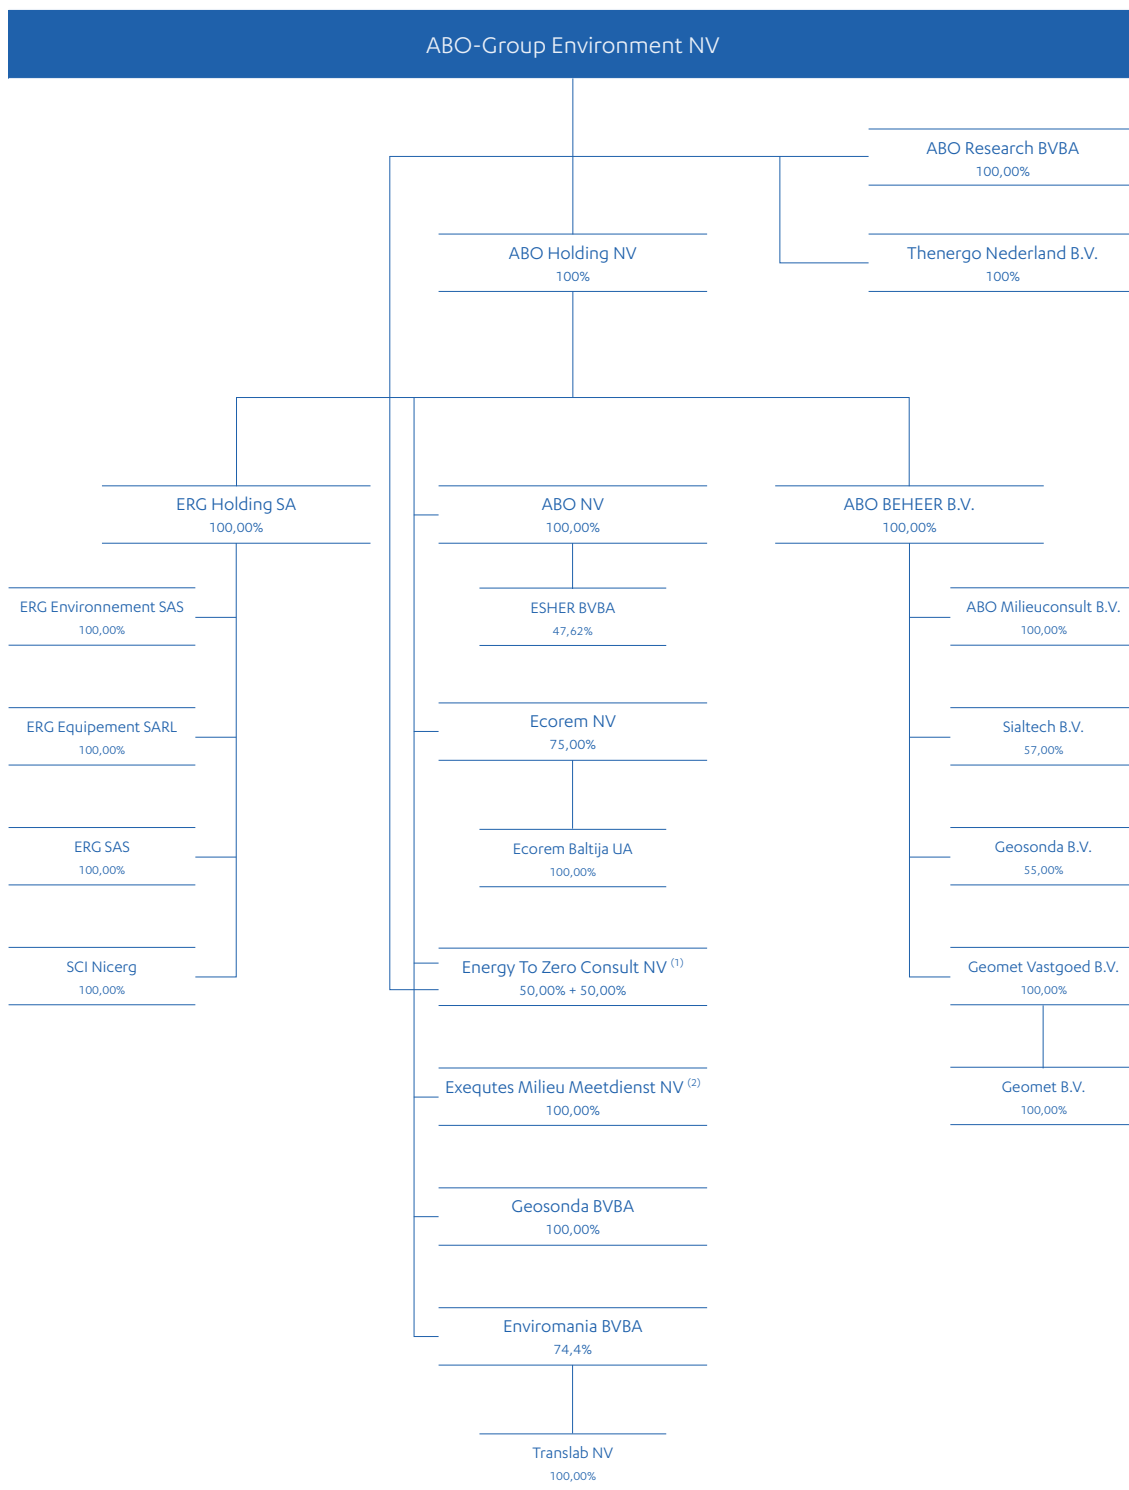 ABO-Group Environment NV
ABO Research BVBA
100,00%
ABO Holding NV
100%
Thenergo Nederland B.V.
100%
ERG Holding SA
100,00%
ABO NV
100,00%
ABO BEHEER B.V.
100,00%
ERG Environnement SAS
100,00%
ESHER BVBA
47,62%
ABO Milieuconsult B.V.
100,00%
ERG Equipement SARL
100,00%
Ecorem NV
75,00%
Sialtech B.V.
57,00%
ERG SAS
100,00%
Ecorem Baltija UA
100,00%
Geosonda B.V.
55,00%
SCI Nicerg
100,00%
Energy To Zero Consult NV (1)
50,00% + 50,00%
Geomet Vastgoed B.V.
100,00%
Exequtes Milieu Meetdienst NV (2)
100,00%
Geomet B.V.
100,00%
Geosonda BVBA
100,00%
Enviromania BVBA
74,4%
Translab NV
100,00%